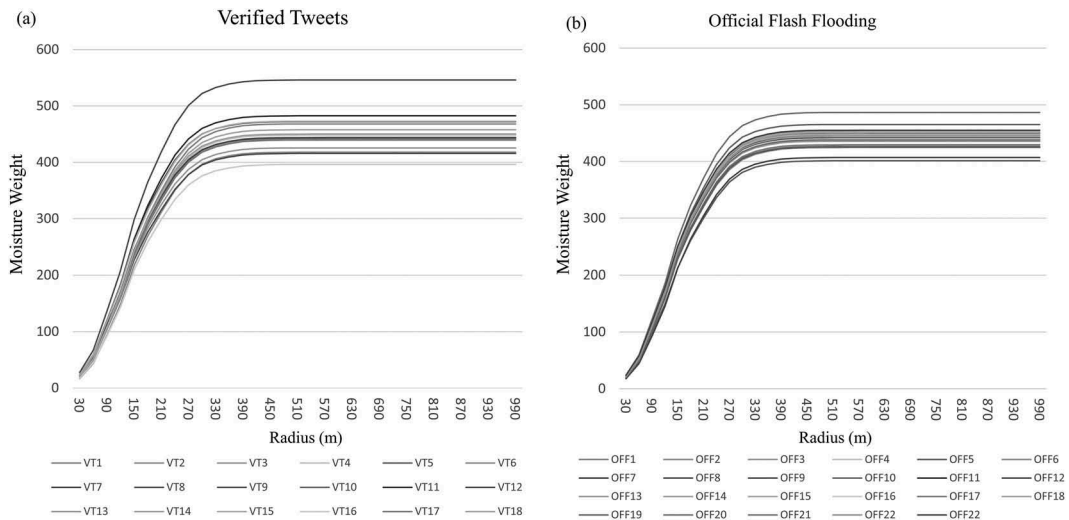 (a)
Verified Tweets
600
500
400
300
200
100
0
Moisture Weight
30 90 150 210 270 330 390 450 510 570 630 690 750 810 870 930 990
Radius (m)
VT1 VT2 VT3 VT4 VT5 VT6
VT7 VT8 VT9 VT10 VT11 VT12
VT13 VT14 VT15 VT16 VT17 VT18
(b)
Official Flash Flooding
600
500
400
300
200
100
0
Moisture Weight
30 90 150 210 270 330 390 450 510 570 630 690 750 810 870 930 990
Radius (m)
OFF1 OFF2 OFF3 OFF4 OFF5 OFF6
OFF7 OFF8 OFF9 OFF10 OFF11 OFF12
OFF13 OFF14 OFF15 OFF16 OFF17 OFF18
OFF19 OFF20 OFF21 OFF22 OFF22